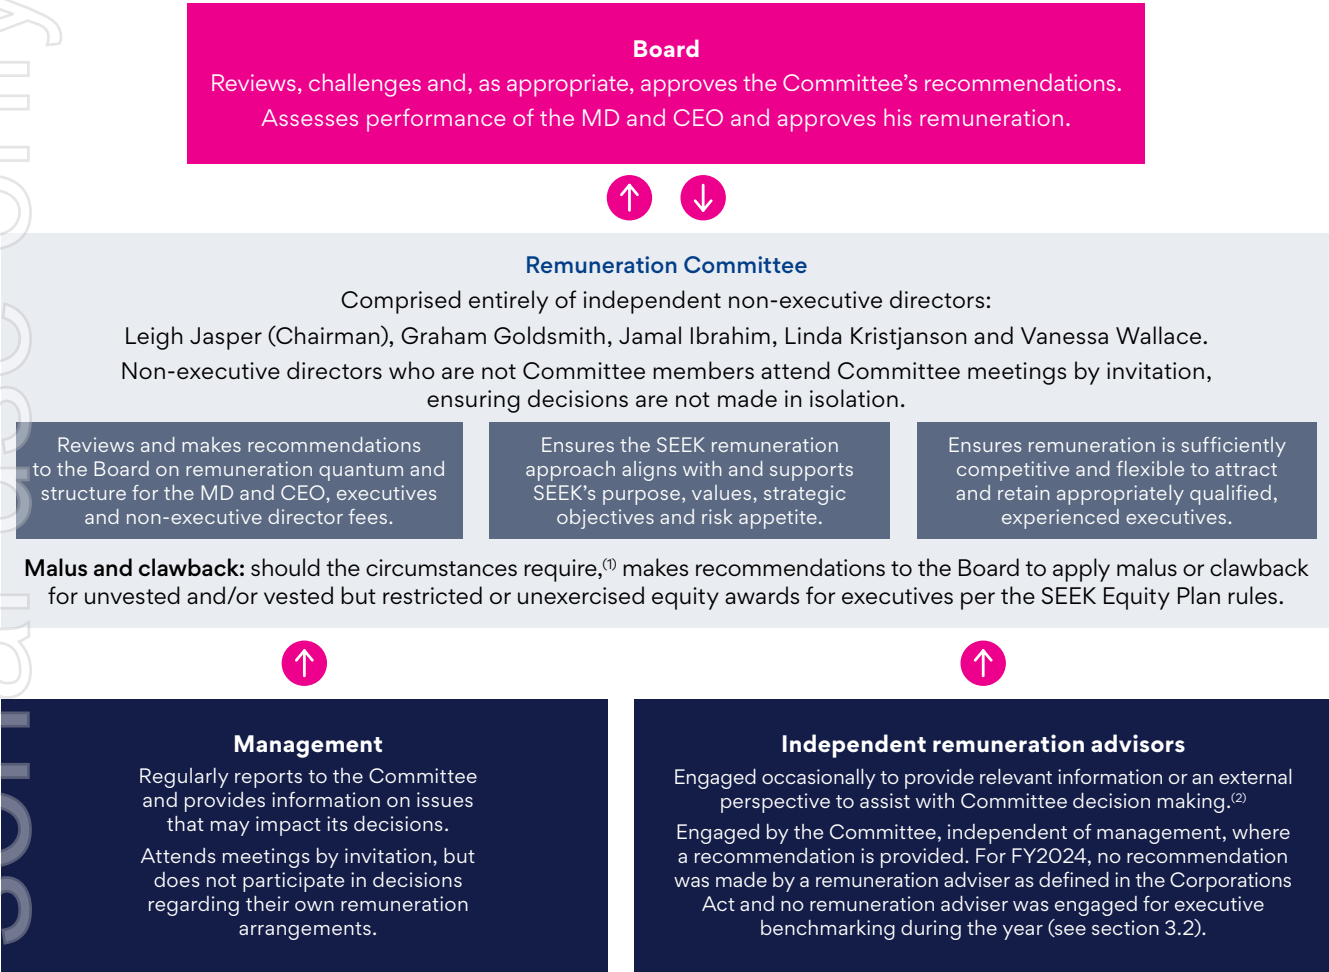 Board
Reviews, challenges and, as appropriate, approves the Committee’s recommendations.
Assesses performance of the MD and CEO and approves his remuneration.
Remuneration Committee
Comprised entirely of independent non-executive directors:
Leigh Jasper (Chairman), Graham Goldsmith, Jamal Ibrahim, Linda Kristjanson and Vanessa Wallace.
Non-executive directors who are not Committee members attend Committee meetings by invitation,
ensuring decisions are not made in isolation.
Reviews and makes recommendations
to the Board on remuneration quantum and
structure for the MD and CEO, executives
and non-executive director fees.
Ensures the SEEK remuneration
approach aligns with and supports
SEEK’s purpose, values, strategic
objectives and risk appetite.
Ensures remuneration is sufficiently
competitive and flexible to attract
and retain appropriately qualified,
experienced executives.
Malus and clawback: should the circumstances require,(1) makes recommendations to the Board to apply malus or clawback
for unvested and/or vested but restricted or unexercised equity awards for executives per the SEEK Equity Plan rules.
Management
Regularly reports to the Committee
and provides information on issues
that may impact its decisions.
Attends meetings by invitation, but
does not participate in decisions
regarding their own remuneration
arrangements.
Independent remuneration advisors
Engaged occasionally to provide relevant information or an external
perspective to assist with Committee decision making.(2)
Engaged by the Committee, independent of management, where
a recommendation is provided. For FY2024, no recommendation
was made by a remuneration adviser as defined in the Corporations
Act and no remuneration adviser was engaged for executive
benchmarking during the year (see section 3.2).